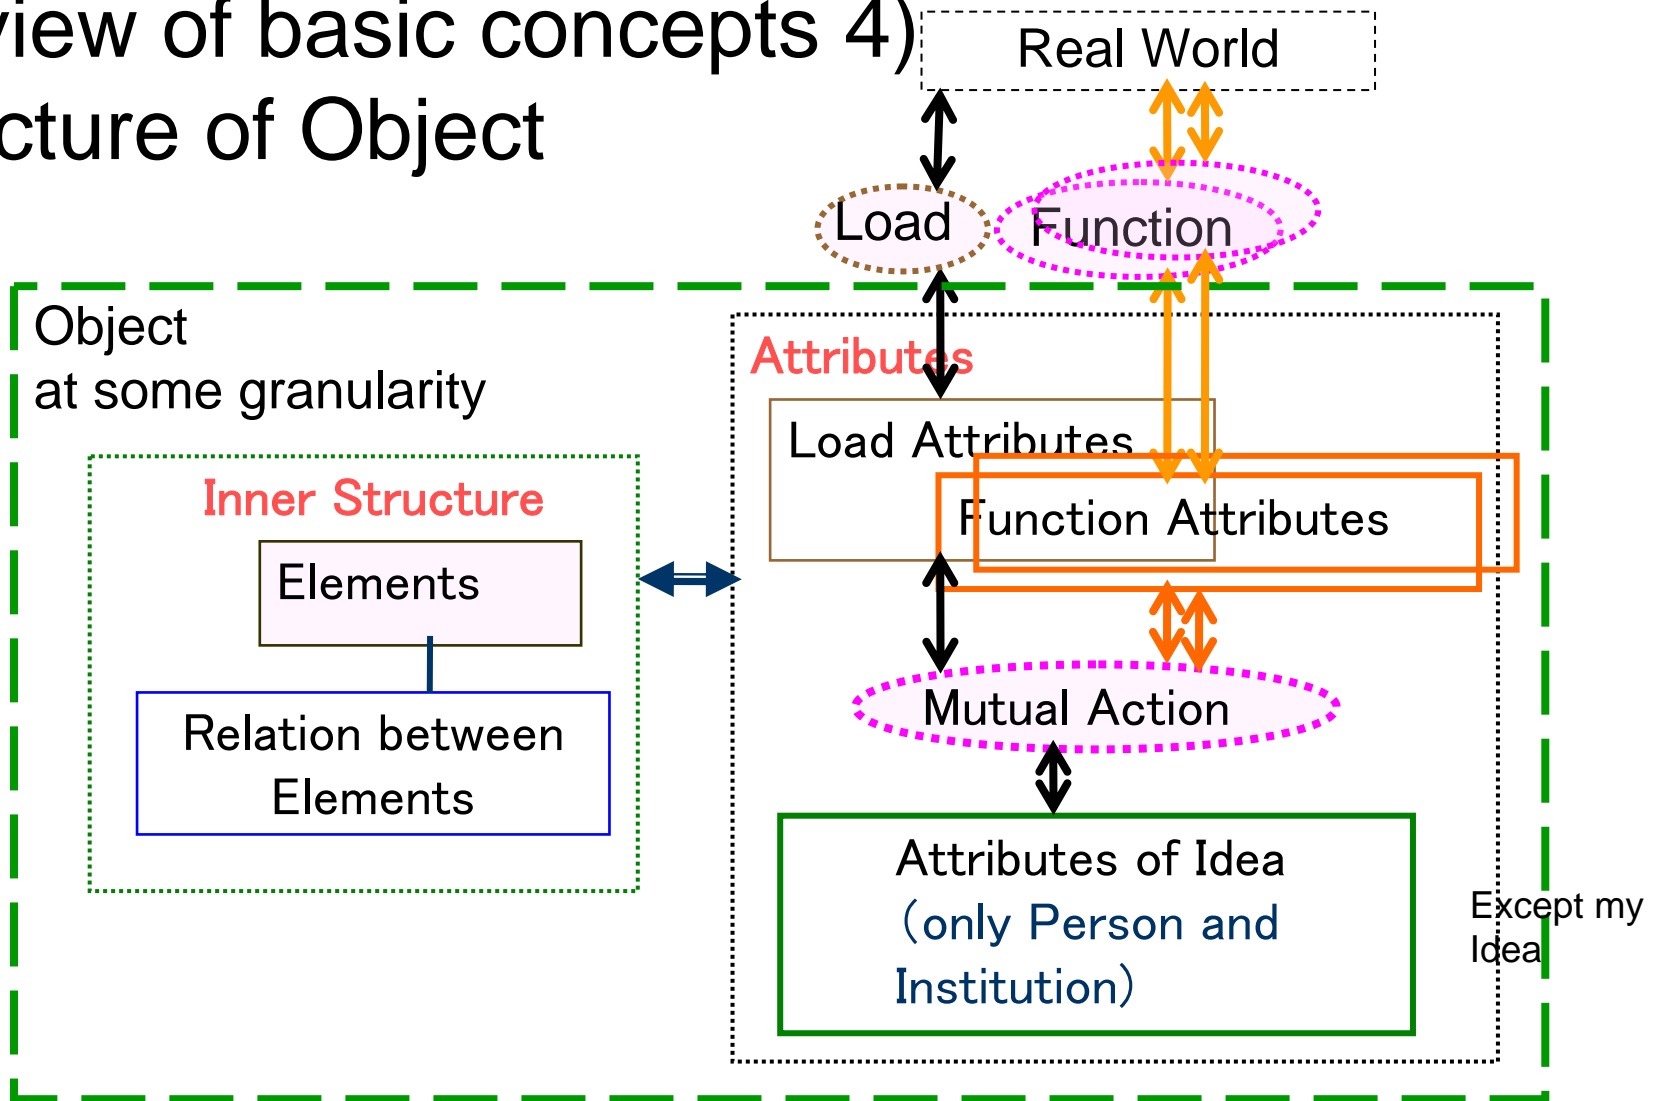 view of basic concepts 4)
cture of Object
Real World
Load
Function
Object
at some granularity
Attributes
Load Attributes
Function Attributes
Inner Structure
Elements
Relation between
Elements
Mutual Action
Attributes of Idea
(only Person and
Institution)
Except my
Idea